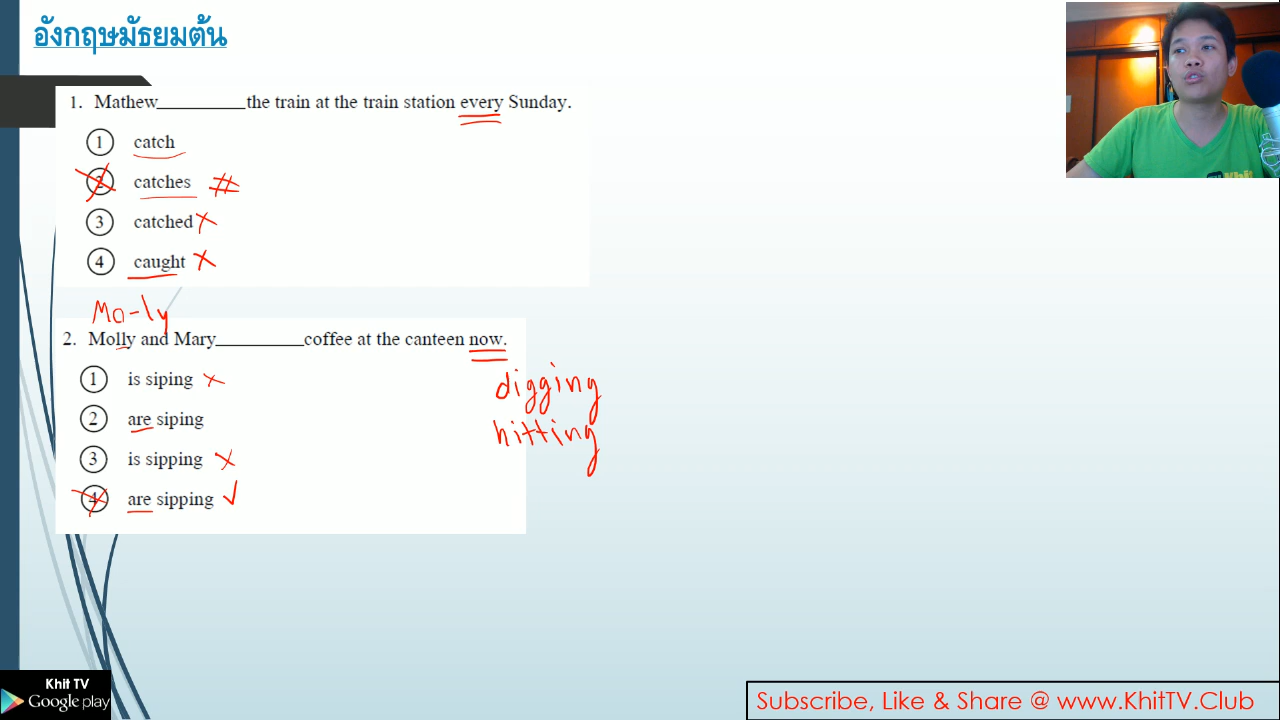 อังกฤษมัธยมต้น
1. Mathew_________the train at the train station every Sunday.
1 catch
2 catches #
3 catched ×
4 caught ×
Mo-ly
2. Molly and Mary_________coffee at the canteen now.
1 is siping ×
2 are siping
3 is sipping ×
4 are sipping ✓
digging
hitting
Khit TV
Google play
Khit
Subscribe, Like & Share @ www.KhitTV.Club